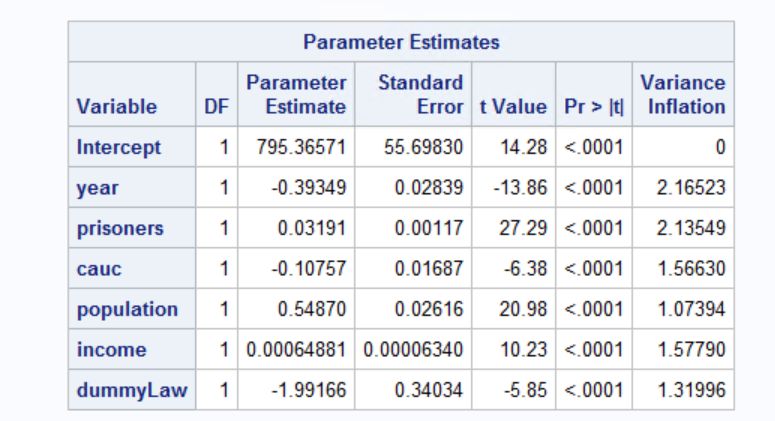 Parameter Estimates
Variable DF Parameter Estimate Standard Error t Value Pr > |t| Variance Inflation
Intercept 1 795.36571 55.69830 14.28 <.0001 0
year 1 -0.39349 0.02839 -13.86 <.0001 2.16523
prisoners 1 0.03191 0.00117 27.29 <.0001 2.13549
cauc 1 -0.10757 0.01687 -6.38 <.0001 1.56630
population 1 0.54870 0.02616 20.98 <.0001 1.07394
income 1 0.00064881 0.00006340 10.23 <.0001 1.57790
dummyLaw 1 -1.99166 0.34034 -5.85 <.0001 1.31996